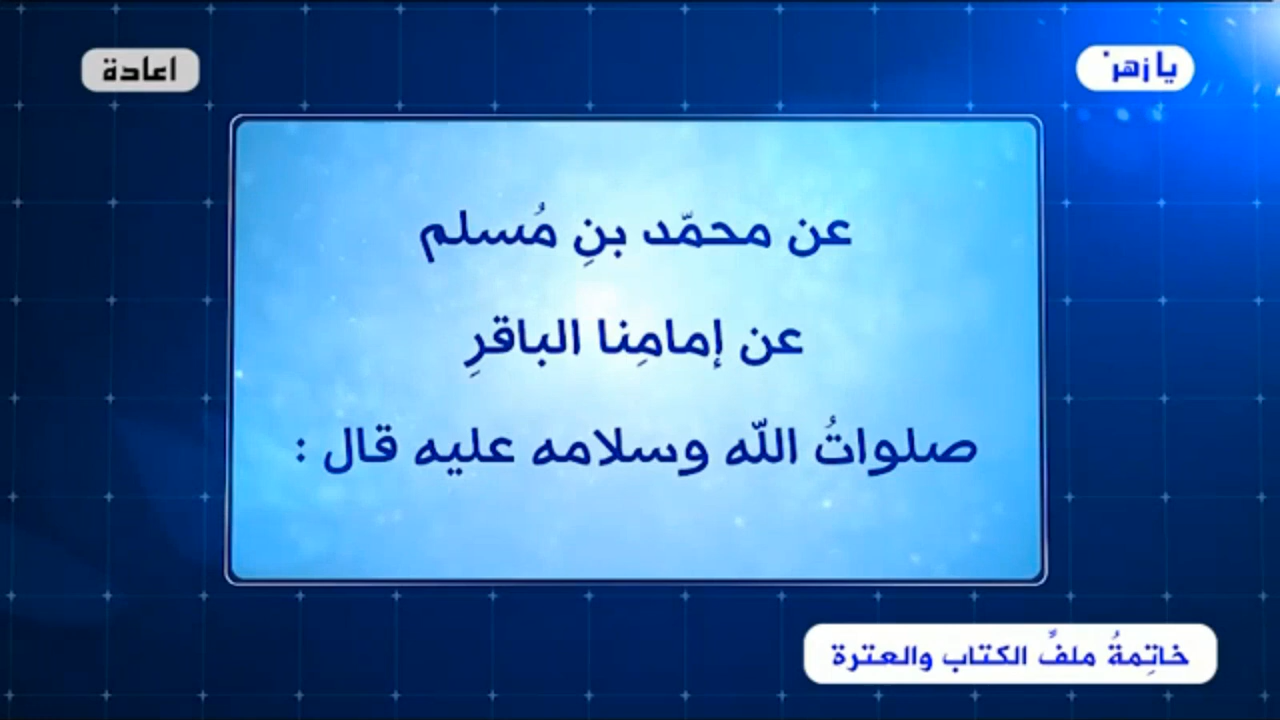 يا زهر
اعادة
عن محمّد بنِ مُسلم
عن إمامِنا الباقرِ
صلواتُ اللّه وسلامه عليه قال :
خاتِمةُ ملفِّ الكتاب والعترة